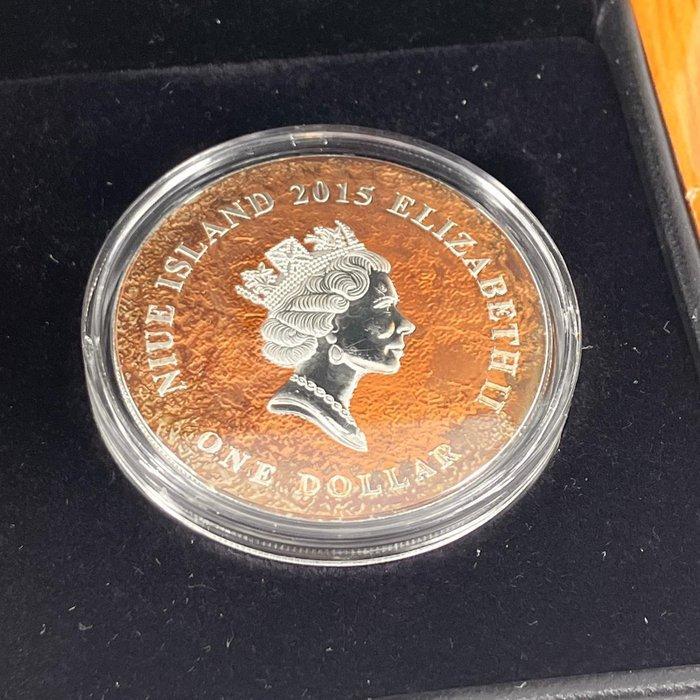 NIUE ISLAND 2015 ELIZABETH II
ONE DOLLAR